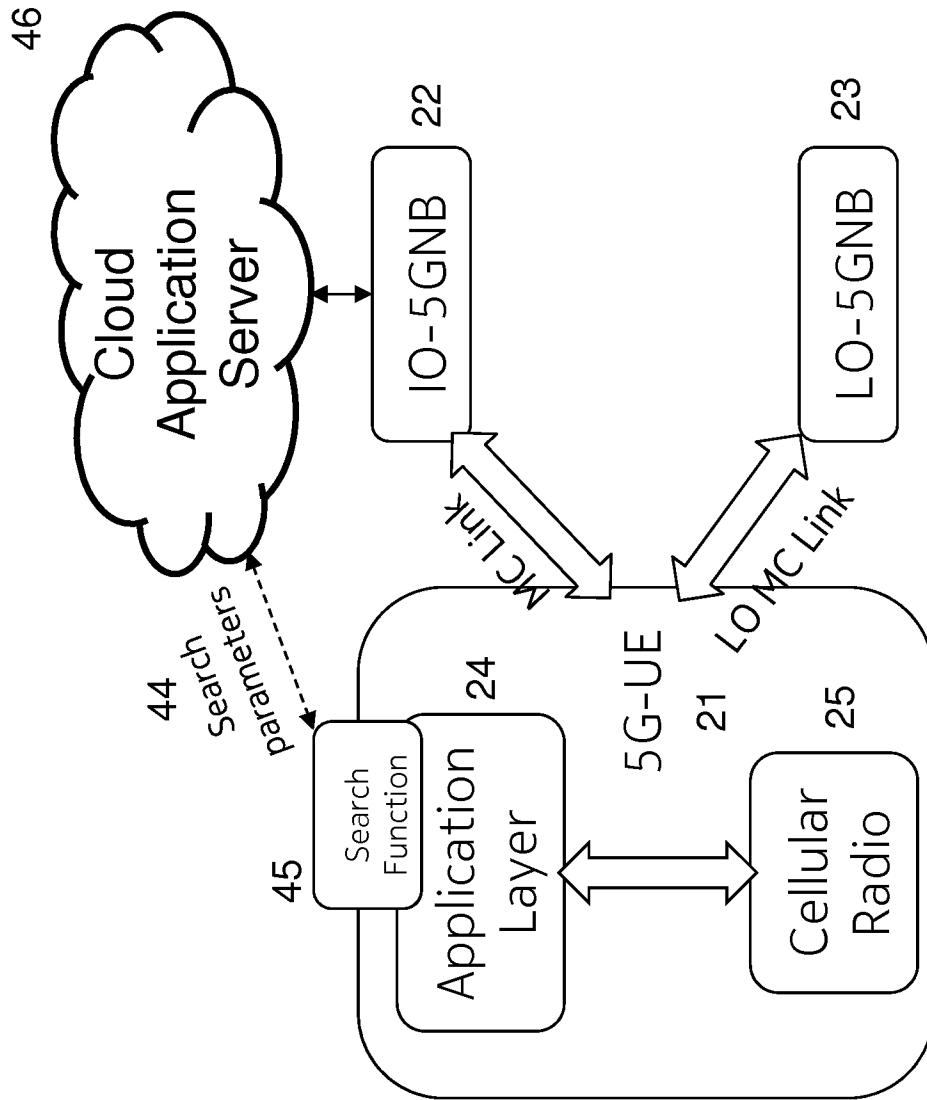 46
Cloud
Application
Server
44
Search
parameters
45
Search
Function
Application
Layer
24
MC Link
IO-5GNB
22
5G-UE
21
LO MC Link
Cellular
Radio
25
LO-5GNB
23